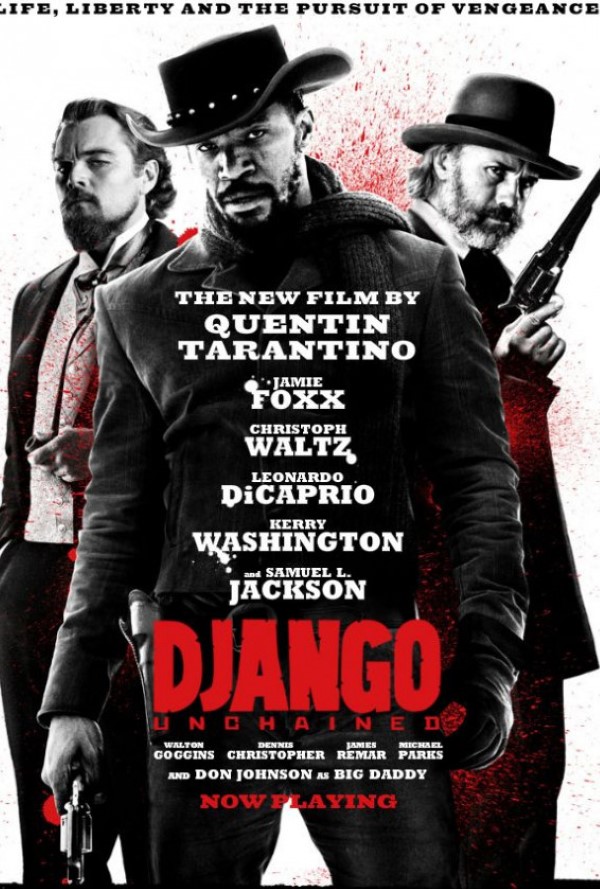 LIFE, LIBERTY AND THE PURSUIT OF VENGEANCE
THE NEW FILM BY
QUENTIN
TARANTINO
JAMIE
FOXX
CHRISTOPH
WALTZ
LEONARDO
DiCAPRIO
KERRY
WASHINGTON
and SAMUEL L.
JACKSON
DJANGO
UNCHAINED
WALTON GOGGINS
DENNIS CHRISTOPHER
JAMES REMAR
MICHAEL PARKS
AND DON JOHNSON AS BIG DADDY
NOW PLAYING